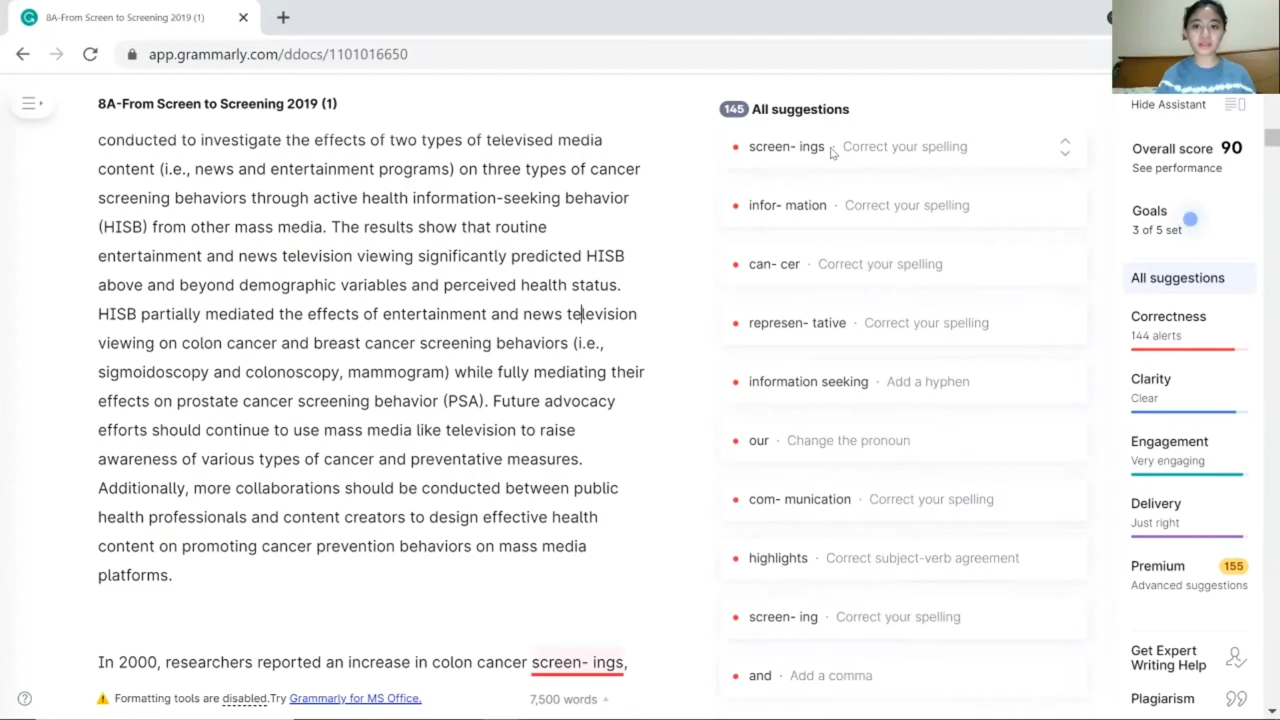 8A-From Screen to Screening 2019 (1)
app.grammarly.com/ddocs/1101016650
8A-From Screen to Screening 2019 (1)
conducted to investigate the effects of two types of televised media
content (i.e., news and entertainment programs) on three types of cancer
screening behaviors through active health information-seeking behavior
(HISB) from other mass media. The results show that routine
entertainment and news television viewing significantly predicted HISB
above and beyond demographic variables and perceived health status.
HISB partially mediated the effects of entertainment and news television
viewing on colon cancer and breast cancer screening behaviors (i.e.,
sigmoidoscopy and colonoscopy, mammogram) while fully mediating their
effects on prostate cancer screening behavior (PSA). Future advocacy
efforts should continue to use mass media like television to raise
awareness of various types of cancer and preventative measures.
Additionally, more collaborations should be conducted between public
health professionals and content creators to design effective health
content on promoting cancer prevention behaviors on mass media
platforms.
In 2000, researchers reported an increase in colon cancer screen- ings,
Formatting tools are disabled.Try Grammarly for MS Office.
7,500 words
145 All suggestions
screen- ings · Correct your spelling
infor- mation · Correct your spelling
can- cer · Correct your spelling
represen- tative · Correct your spelling
information seeking · Add a hyphen
our · Change the pronoun
com- munication · Correct your spelling
highlights · Correct subject-verb agreement
screen- ing · Correct your spelling
and · Add a comma
Hide Assistant
Overall score 90
See performance
Goals
3 of 5 set
All suggestions
Correctness
144 alerts
Clarity
Clear
Engagement
Very engaging
Delivery
Just right
Premium 155
Advanced suggestions
Get Expert
Writing Help
Plagiarism